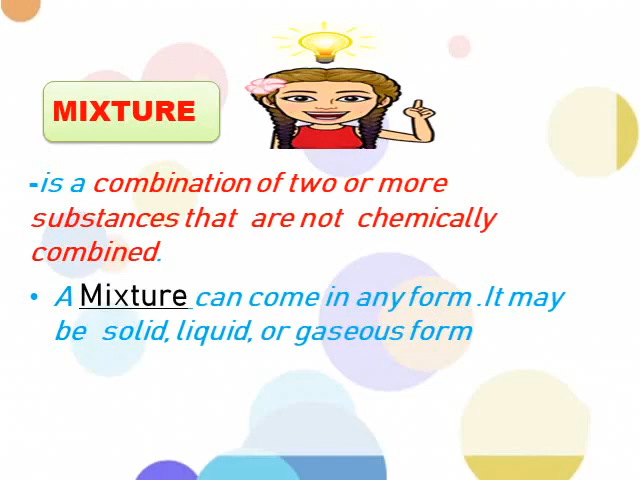 MIXTURE
-is a combination of two or more
substances that are not chemically
combined.
• A Mixture can come in any form .It may
be solid, liquid, or gaseous form